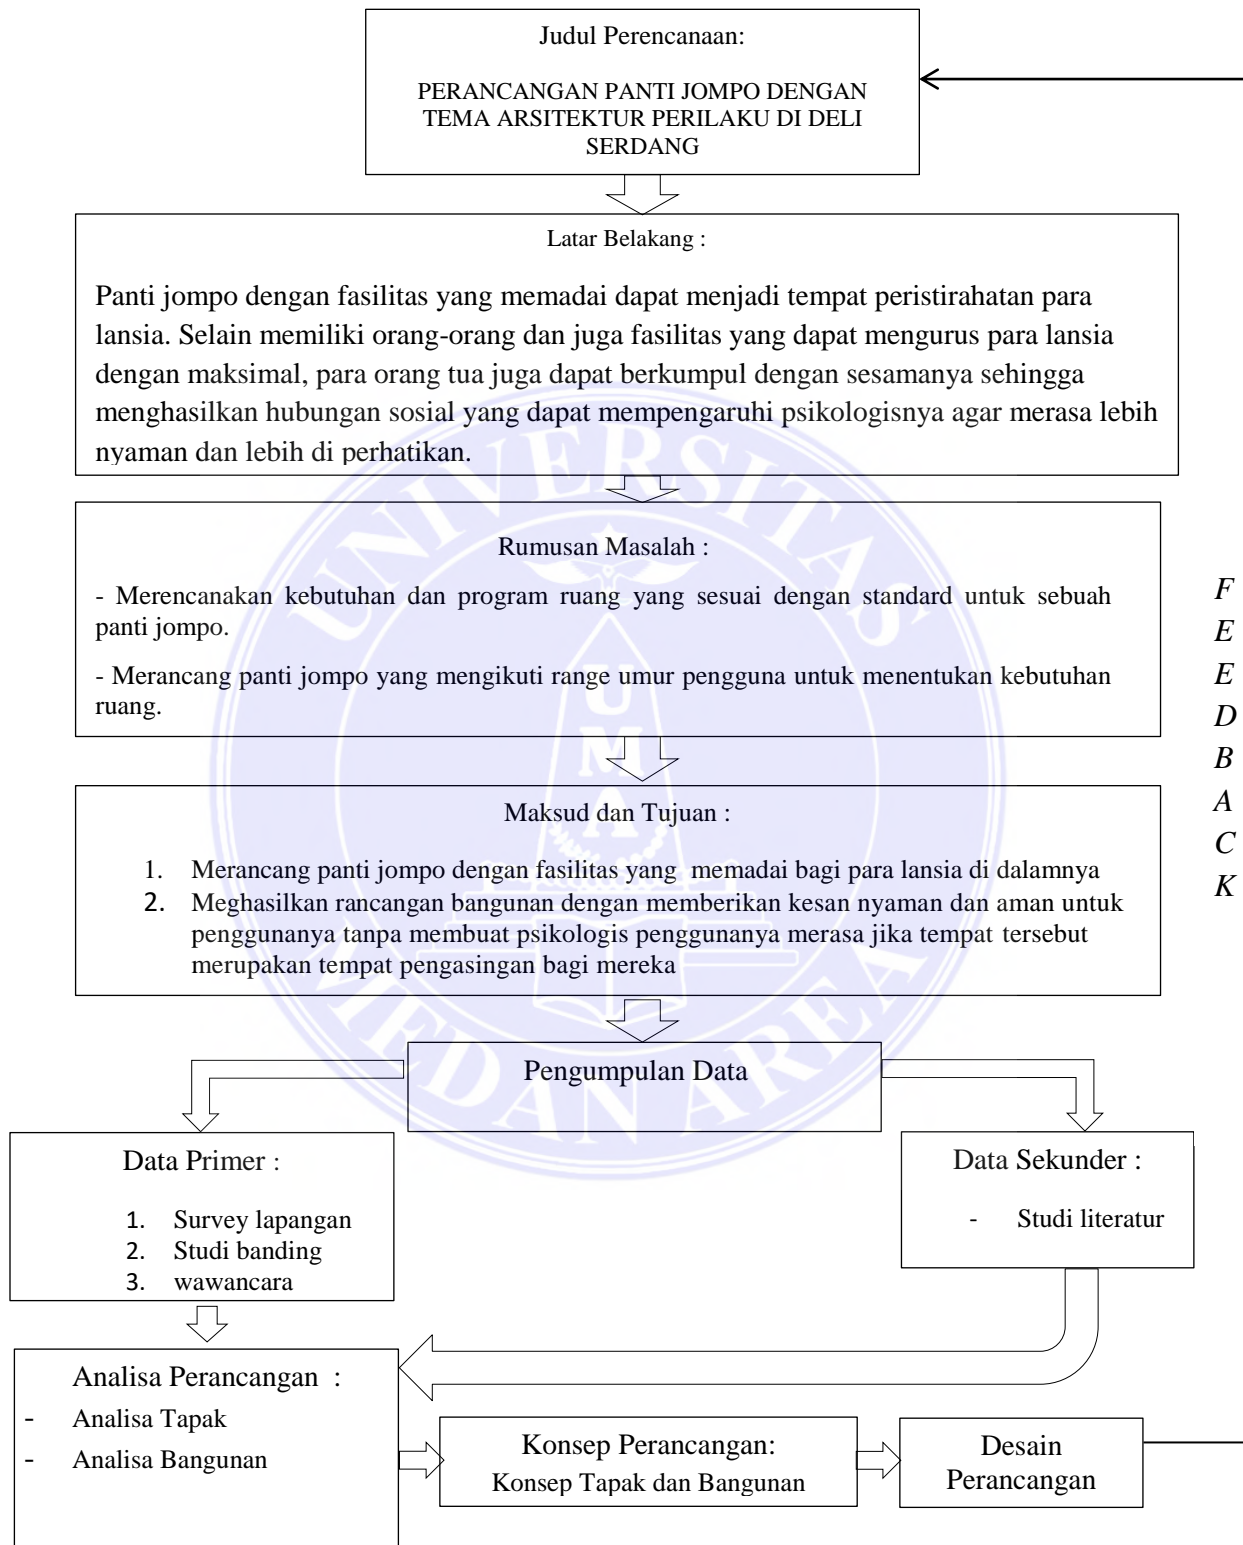 Judul Perencanaan:
PERANCANGAN PANTI JOMPO DENGAN
TEMA ARSITEKTUR PERILAKU DI DELI
SERDANG
Latar Belakang :
Panti jompo dengan fasilitas yang memadai dapat menjadi tempat peristirahatan para
lansia. Selain memiliki orang-orang dan juga fasilitas yang dapat mengurus para lansia
dengan maksimal, para orang tua juga dapat berkumpul dengan sesamanya sehingga
menghasilkan hubungan sosial yang dapat mempengaruhi psikologisnya agar merasa lebih
nyaman dan lebih di perhatikan.
Rumusan Masalah :
- Merencanakan kebutuhan dan program ruang yang sesuai dengan standard untuk sebuah
panti jompo.
- Merancang panti jompo yang mengikuti range umur pengguna untuk menentukan kebutuhan
ruang.
Maksud dan Tujuan :
1. Merancang panti jompo dengan fasilitas yang memadai bagi para lansia di dalamnya
2. Meghasilkan rancangan bangunan dengan memberikan kesan nyaman dan aman untuk
penggunanya tanpa membuat psikologis penggunanya merasa jika tempat tersebut
merupakan tempat pengasingan bagi mereka
Pengumpulan Data
Data Primer :
1. Survey lapangan
2. Studi banding
3. wawancara
Data Sekunder :
- Studi literatur
Analisa Perancangan :
- Analisa Tapak
- Analisa Bangunan
Konsep Perancangan:
Konsep Tapak dan Bangunan
Desain
Perancangan
F
E
E
D
B
A
C
K
UNIVERSITAS
UMA
MEDAN AREA